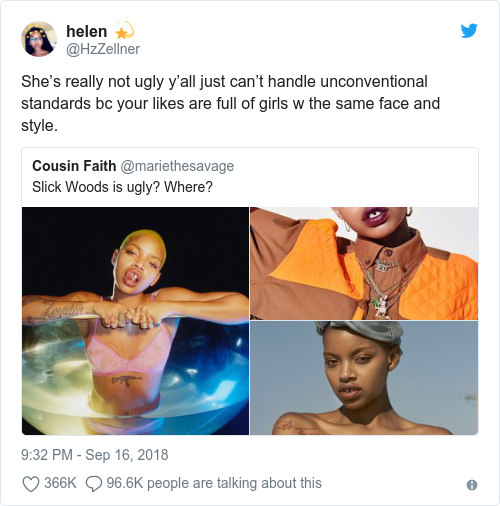 helen 💫
@HzZellner
She’s really not ugly y’all just can’t handle unconventional
standards bc your likes are full of girls w the same face and
style.
Cousin Faith @mariethesavage
Slick Woods is ugly? Where?
9:32 PM - Sep 16, 2018
366K 96.6K people are talking about this